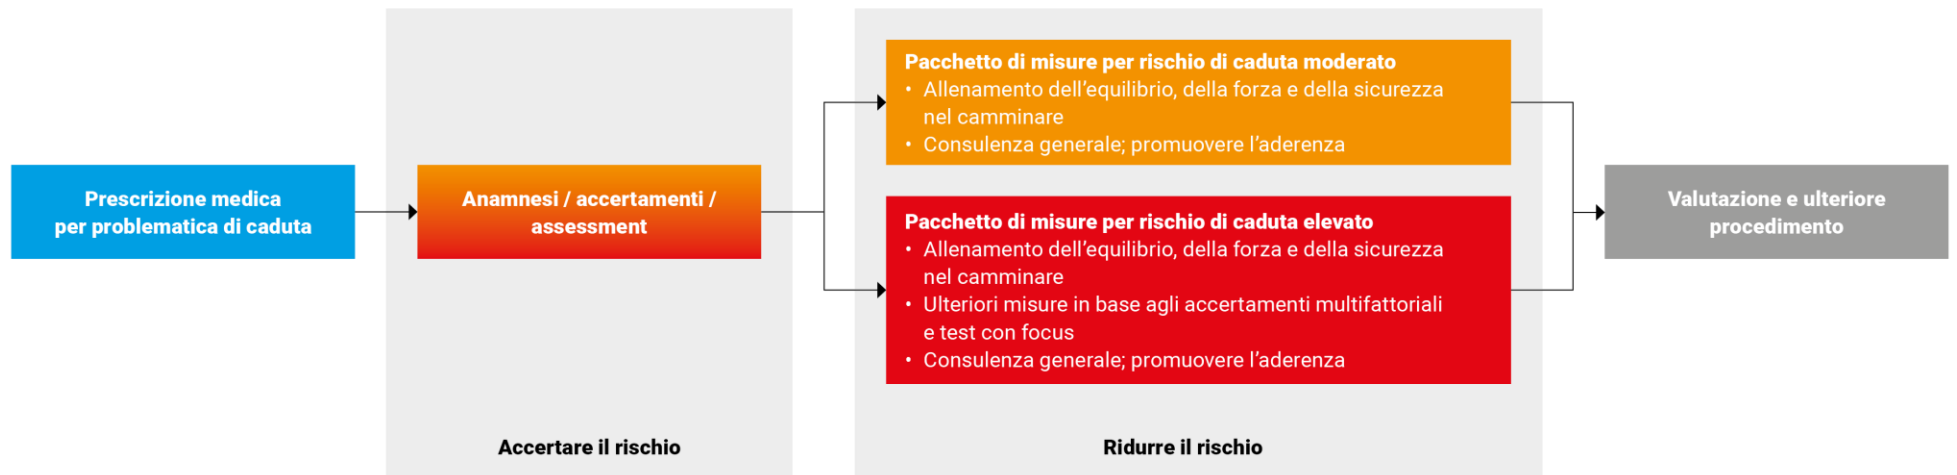 Prescrizione medica
per problematica di caduta
Anamnesi / accertamenti /
assessment
Accertare il rischio
Pacchetto di misure per rischio di caduta moderato
• Allenamento dell’equilibrio, della forza e della sicurezza
nel camminare
• Consulenza generale; promuovere l’aderenza
Pacchetto di misure per rischio di caduta elevato
• Allenamento dell’equilibrio, della forza e della sicurezza
nel camminare
• Ulteriori misure in base agli accertamenti multifattoriali
e test con focus
• Consulenza generale; promuovere l’aderenza
Ridurre il rischio
Valutazione e ulteriore
procedimento